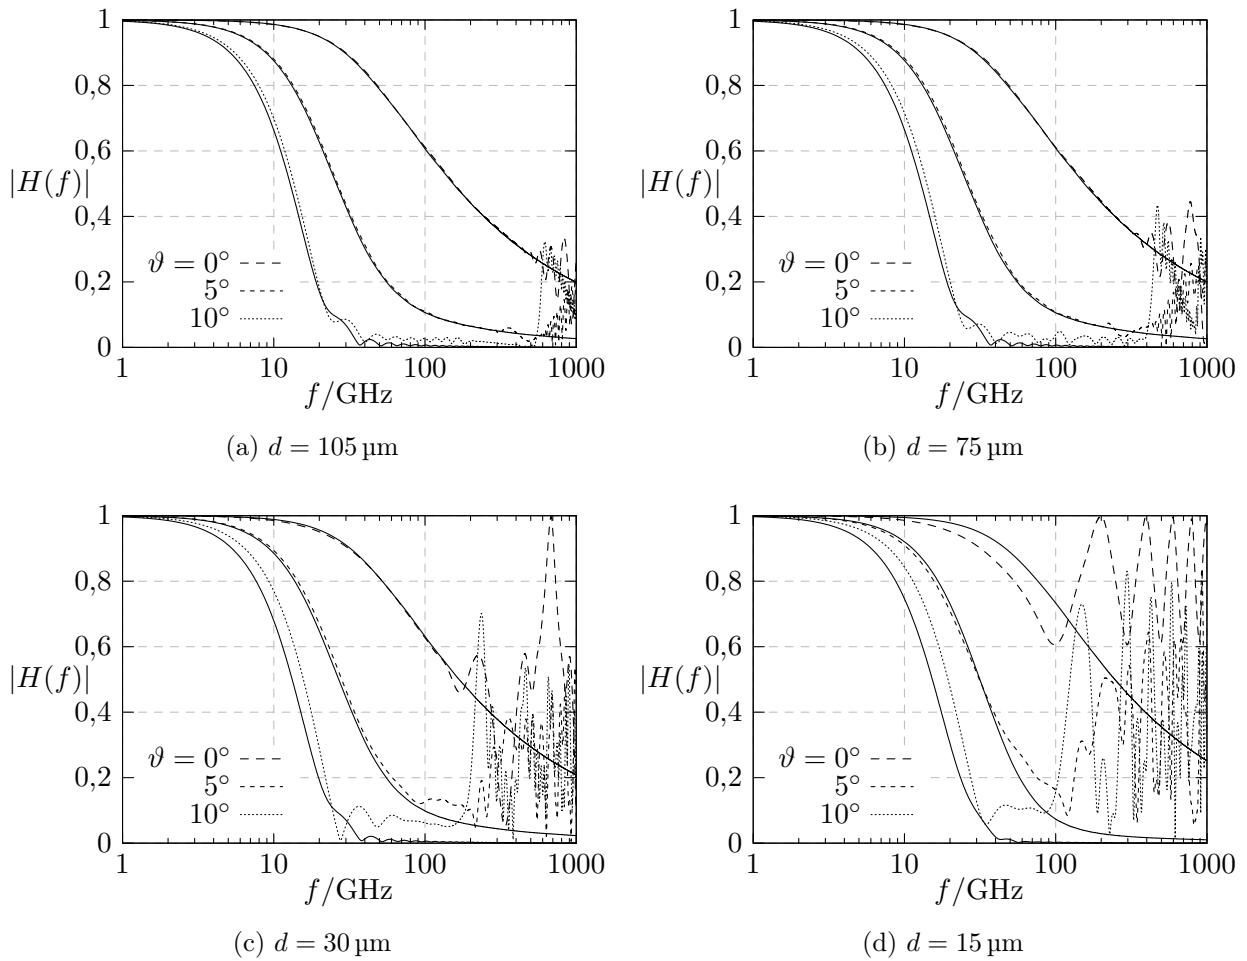 1
0,8
0,6
|H(f)|
0,4
ϑ = 0°
0,2
5°
10°
0
1 10 100 1000
f/GHz
(a) d = 105 µm
1
0,8
0,6
|H(f)|
0,4
ϑ = 0°
0,2
5°
10°
0
1 10 100 1000
f/GHz
(b) d = 75 µm
1
0,8
0,6
|H(f)|
0,4
ϑ = 0°
0,2
5°
10°
0
1 10 100 1000
f/GHz
(c) d = 30 µm
1
0,8
0,6
|H(f)|
0,4
ϑ = 0°
0,2
5°
10°
0
1 10 100 1000
f/GHz
(d) d = 15 µm